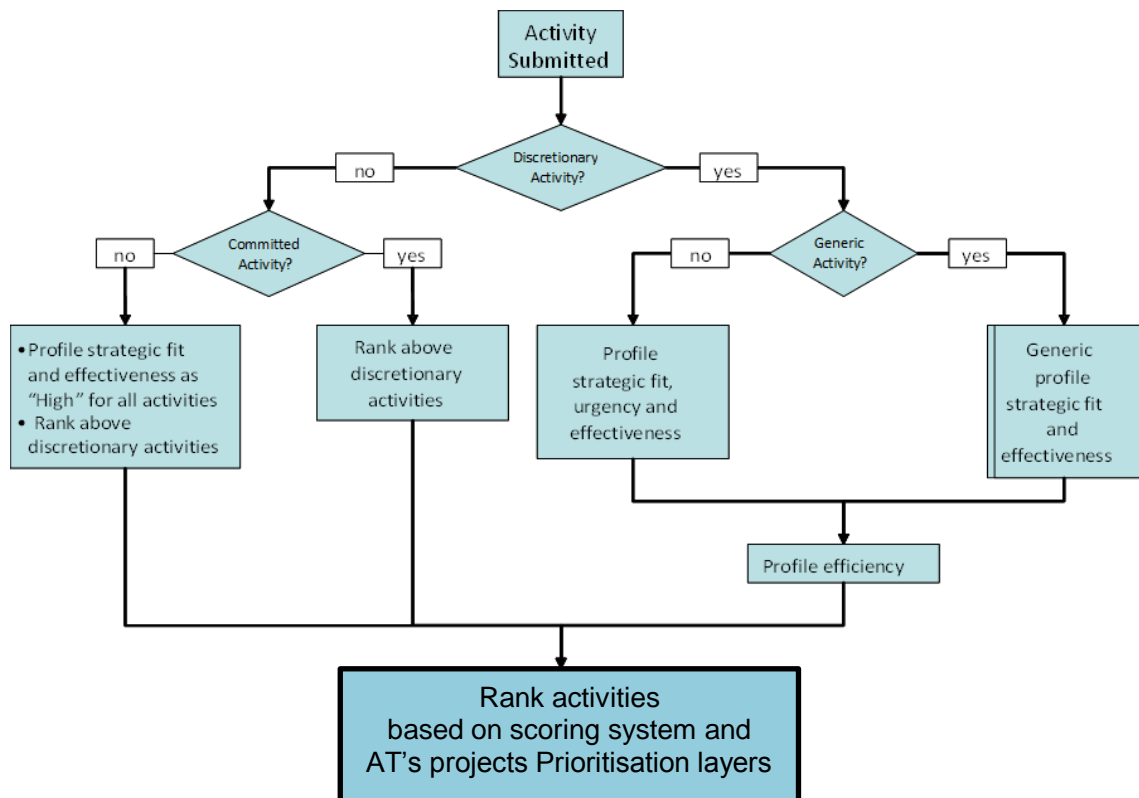 Activity
Submitted
Discretionary
Activity?
no
yes
Committed
Activity?
Generic
Activity?
no
yes
no
yes
• Profile strategic fit
and effectiveness as
"High" for all activities
• Rank above
discretionary activities
Rank above
discretionary
activities
Profile
strategic fit,
urgency and
effectiveness
Generic
profile
strategic fit
and
effectiveness
Profile efficiency
Rank activities
based on scoring system and
AT's projects Prioritisation layers